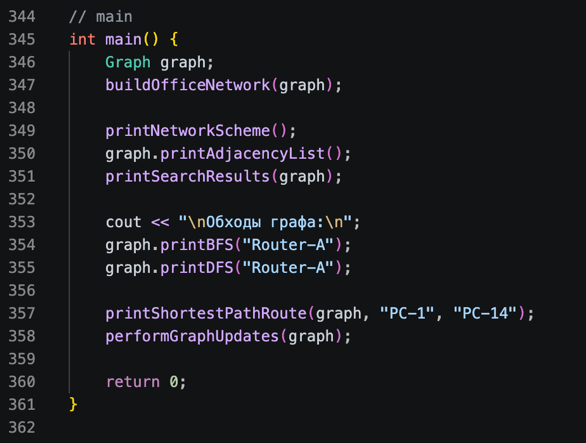 344 // main
345 int main() {
346     Graph graph;
347     buildOfficeNetwork(graph);
348
349     printNetworkScheme();
350     graph.printAdjacencyList();
351     printSearchResults(graph);
352
353     cout << "\nОбходы графа:\n";
354     graph.printBFS("Router-A");
355     graph.printDFS("Router-A");
356
357     printShortestPathRoute(graph, "PC-1", "PC-14");
358     performGraphUpdates(graph);
359
360     return 0;
361 }
362